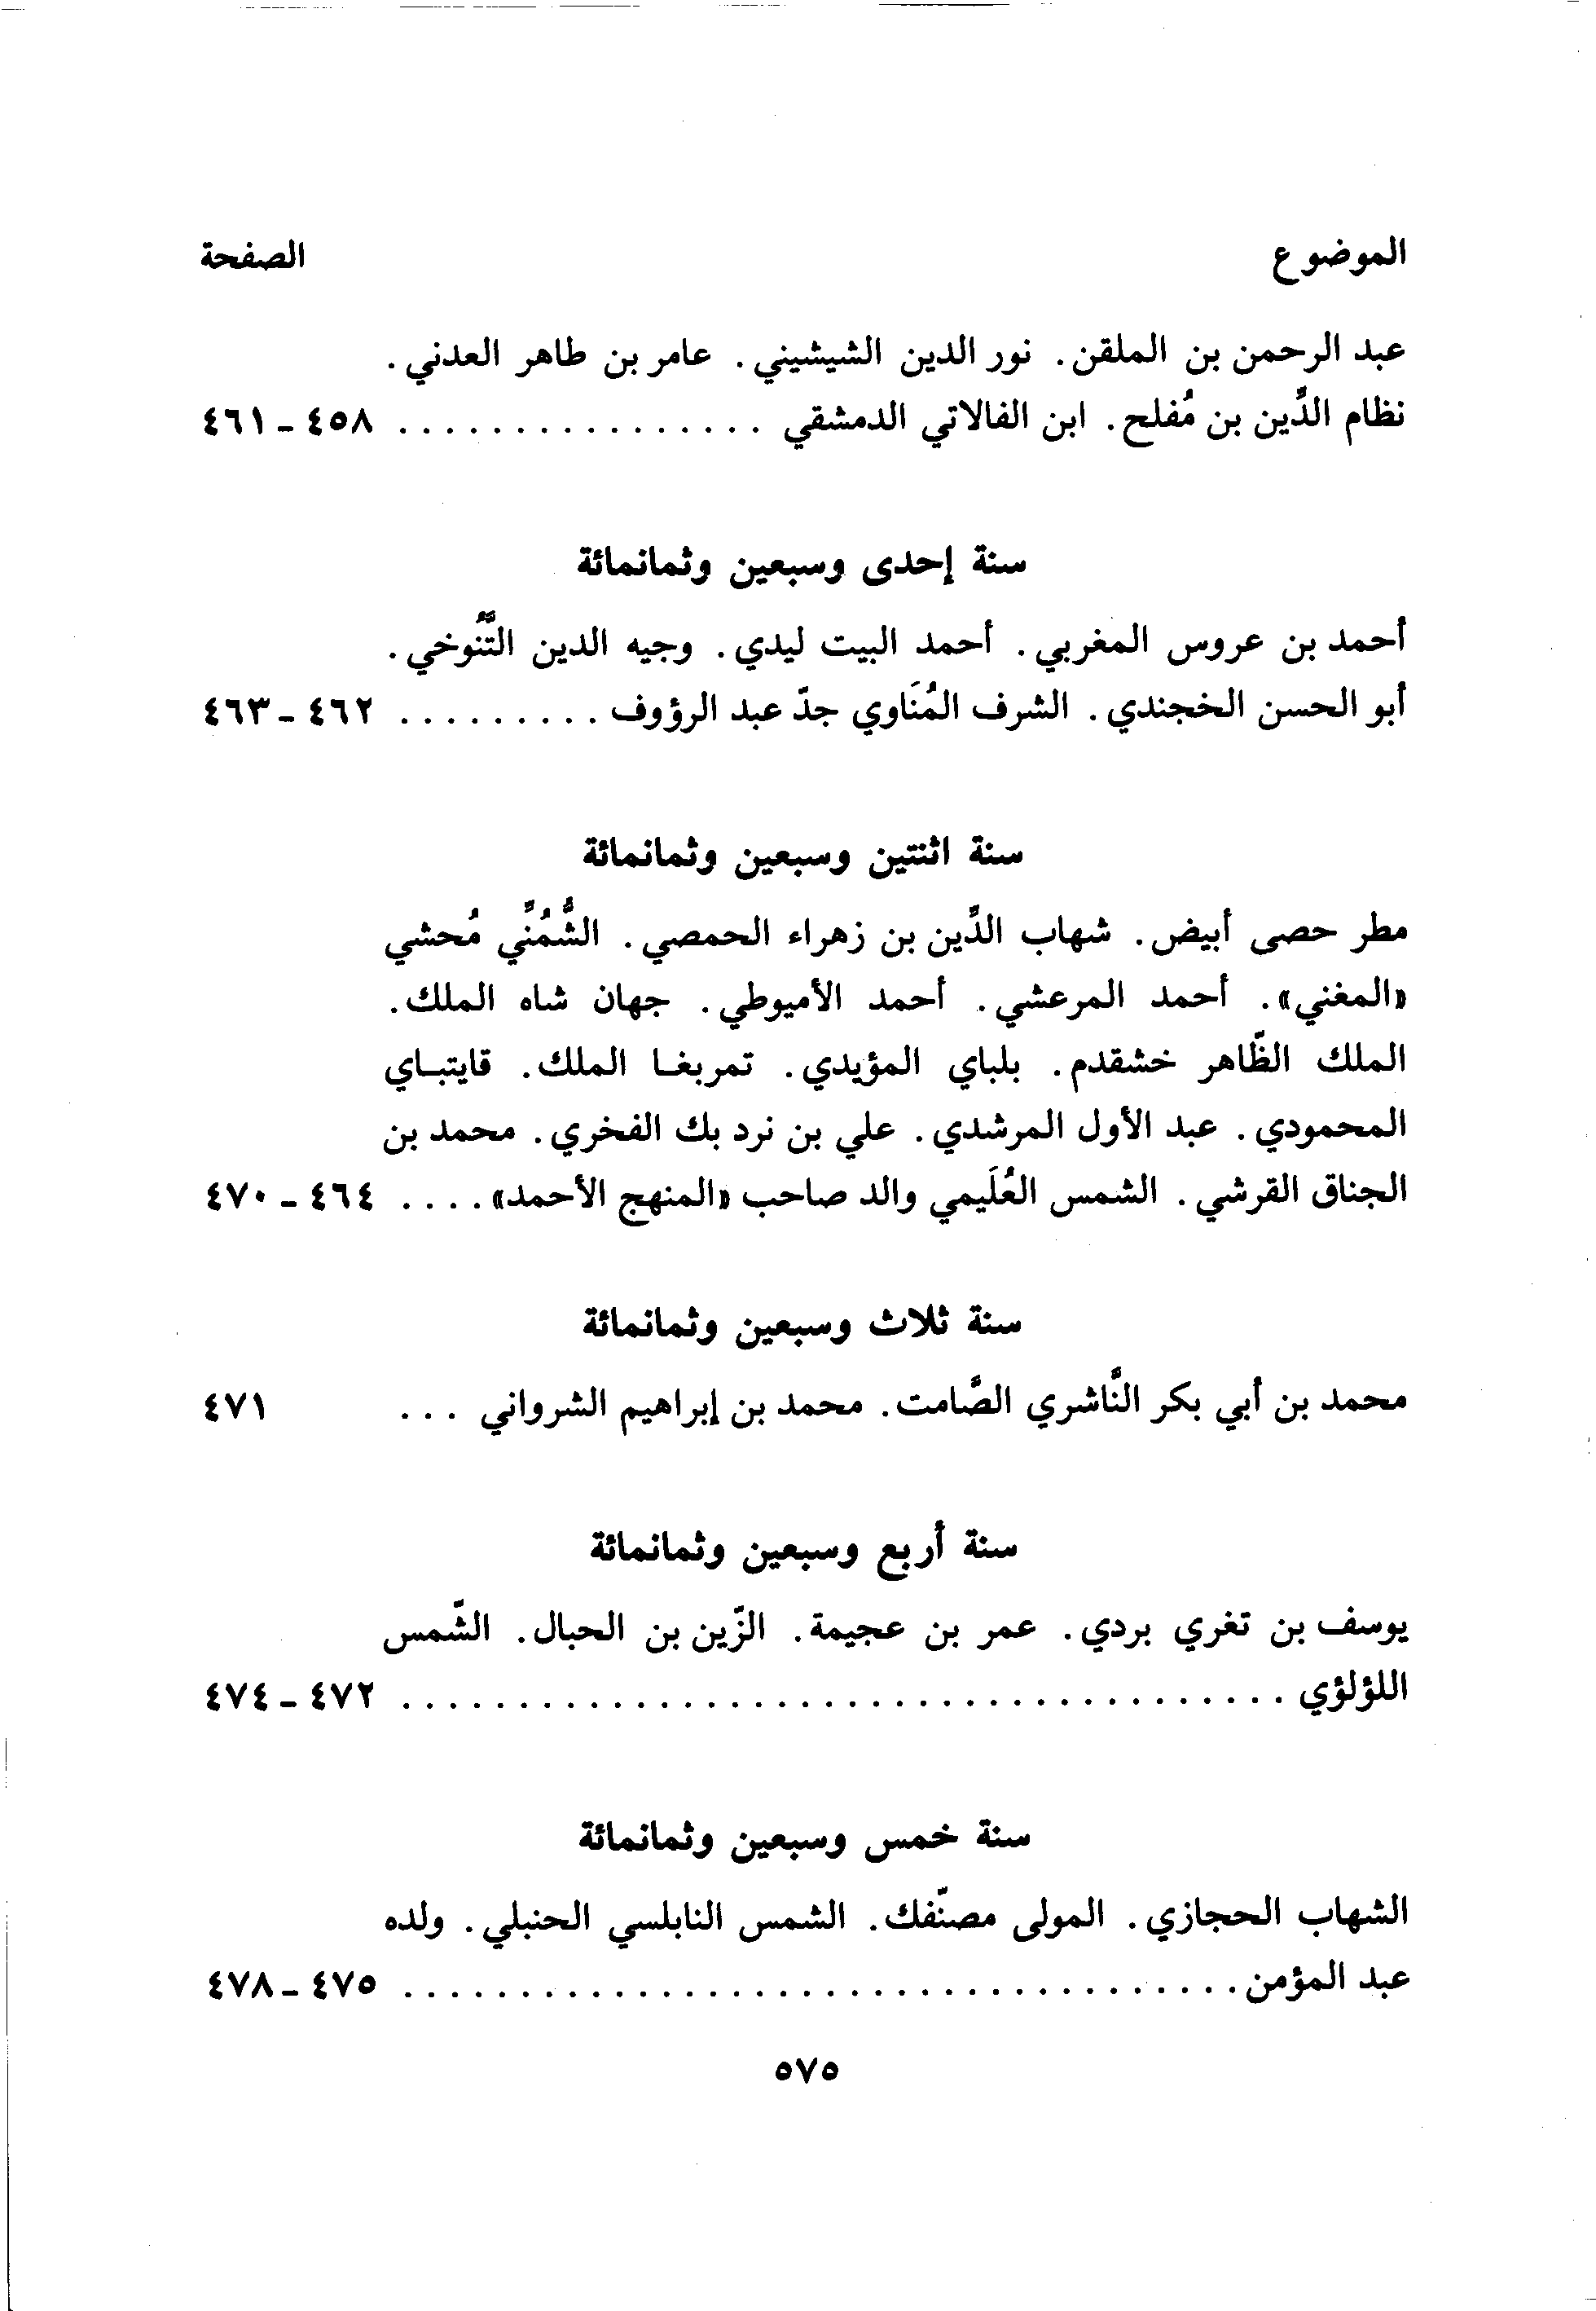 الموضوع الصفحة
عبد الرحمن بن الملقن. نور الدين الشيشيني. عامر بن طاهر العدني.
نظام الدِّين بن مُفلح. ابن الفالاتي الدمشقي ................ ٤٥٨ - ٤٦١
سنة إحدى وسبعين وثمانمائة
أحمد بن عروس المغربي. أحمد البيت ليدي. وجيه الدين التَّنُوخي.
أبو الحسن الخجندي. الشرف المُنَاوي جدّ عبد الرؤوف ......... ٤٦٢ - ٤٦٣
سنة اثنتين وسبعين وثمانمائة
مطر حصى أبيض. شهاب الدِّين بن زهراء الحمصي. الشُّمُنِّي مُحشي
«المغني». أحمد المرعشي. أحمد الأميوطي. جهان شاه الملك.
الملك الظَّاهر خشقدم. بلباي المؤيدي. تمربغا الملك. قايتباي
المحمودي. عبد الأول المرشدي. علي بن نرد بك الفخري. محمد بن
الجناق القرشي. الشمس العُلَيمي والد صاحب «المنهج الأحمد» .... ٤٦٤ - ٤٧٠
سنة ثلاث وسبعين وثمانمائة
محمد بن أبي بكر النَّاشري الصَّامت. محمد بن إبراهيم الشرواني ... ٤٧١
سنة أربع وسبعين وثمانمائة
يوسف بن تغري بردي. عمر بن عجيمة. الزّين بن الحبال. الشّمس
اللؤلؤي ...................................... ٤٧٢ - ٤٧٤
سنة خمس وسبعين وثمانمائة
الشهاب الحجازي. المولى مصنّفك. الشمس النابلسي الحنبلي. ولده
عبد المؤمن .................................... ٤٧٥ - ٤٧٨
٥٧٥